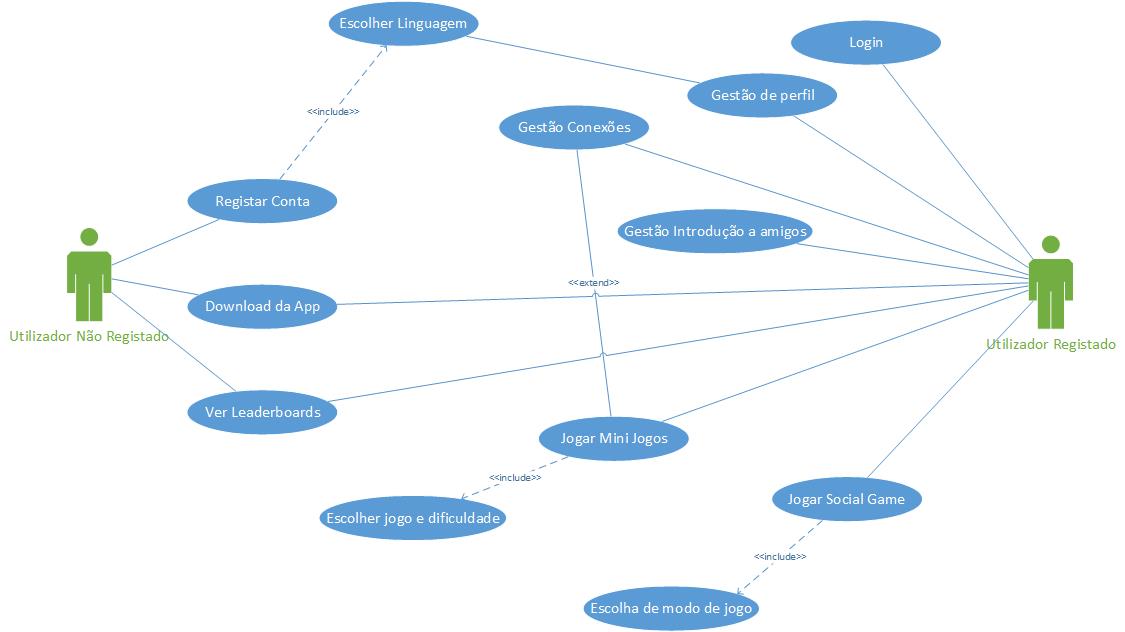 Escolher Linguagem
Login
Gestão de perfil
<<include>>
Gestão Conexões
Registar Conta
Gestão Introdução a amigos
<<extend>>
Download da App
Utilizador Não Registado
Utilizador Registado
Ver Leaderboards
Jogar Mini Jogos
<<include>>
Jogar Social Game
Escolher jogo e dificuldade
<<include>>
Escolha de modo de jogo